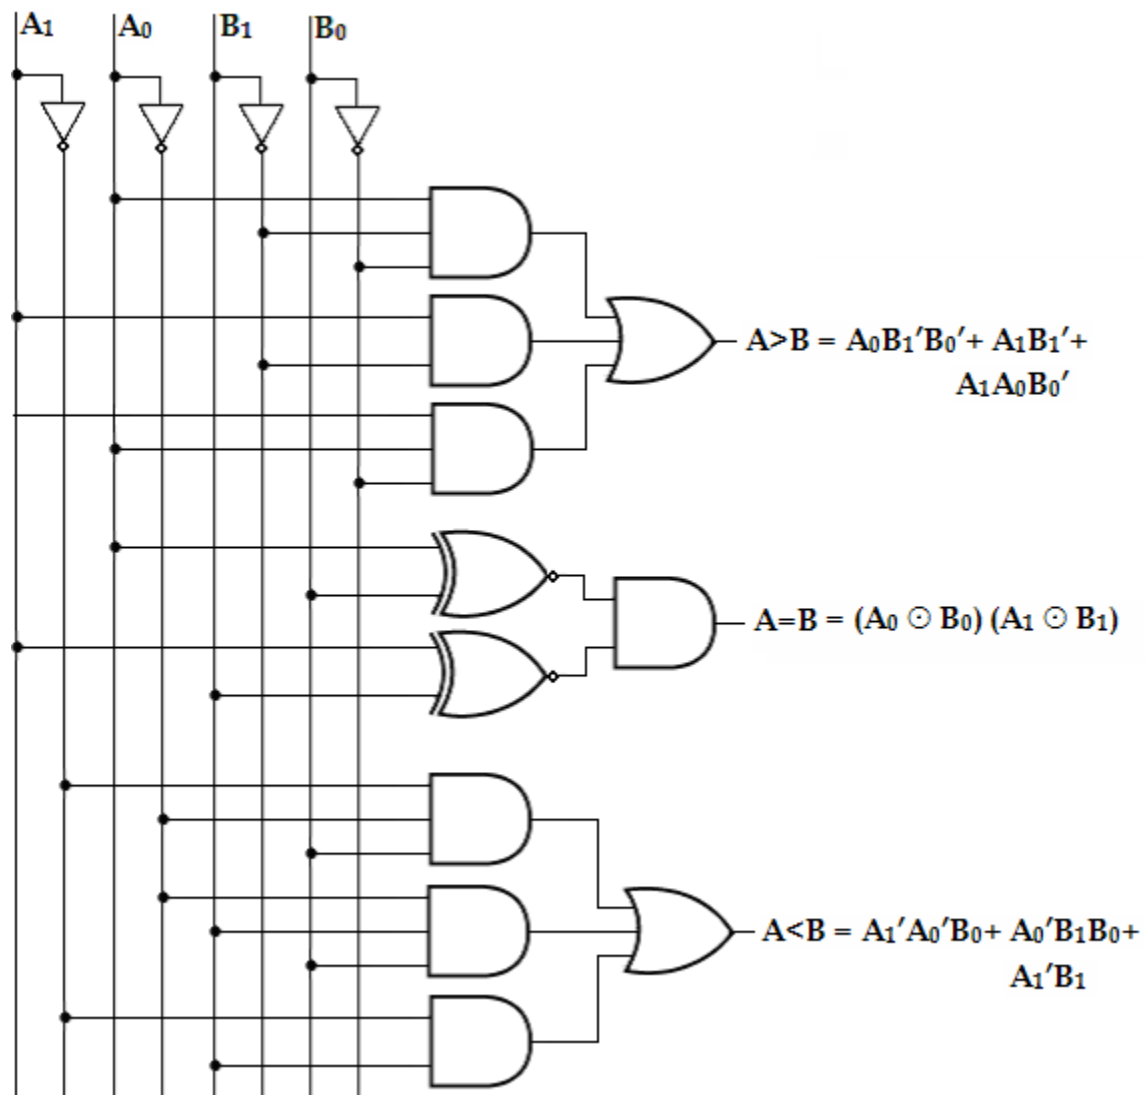 A₁ A₀ B₁ B₀
A>B = A₀B₁′B₀′+ A₁B₁′+
A₁A₀B₀′
A=B = (A₀ ⊙ B₀) (A₁ ⊙ B₁)
A<B = A₁′A₀′B₀+ A₀′B₁B₀+
A₁′B₁